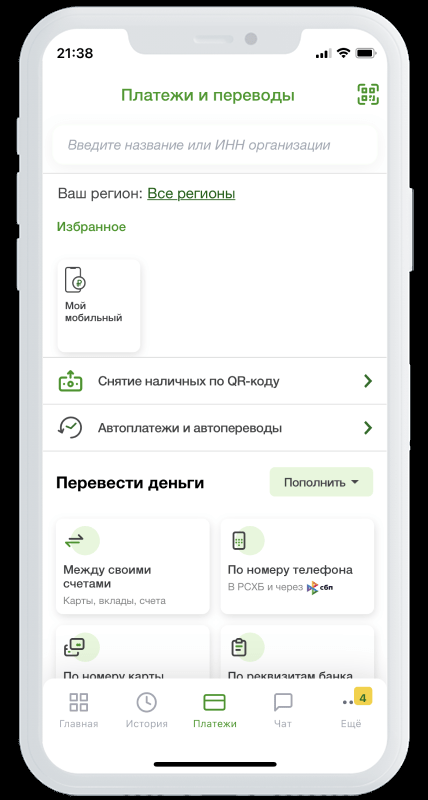 21:38
Платежи и переводы
Введите название или ИНН организации
Ваш регион: Все регионы
Избранное
Мой
мобильный
Снятие наличных по QR-коду
Автоплатежи и автопереводы
Перевести деньги
Пополнить
Между своими
счетами
Карты, вклады, счета
По номеру телефона
В РСХБ и через сбп
По номеру карты
По реквизитам банка
4
Главная
История
Платежи
Чат
Ещё